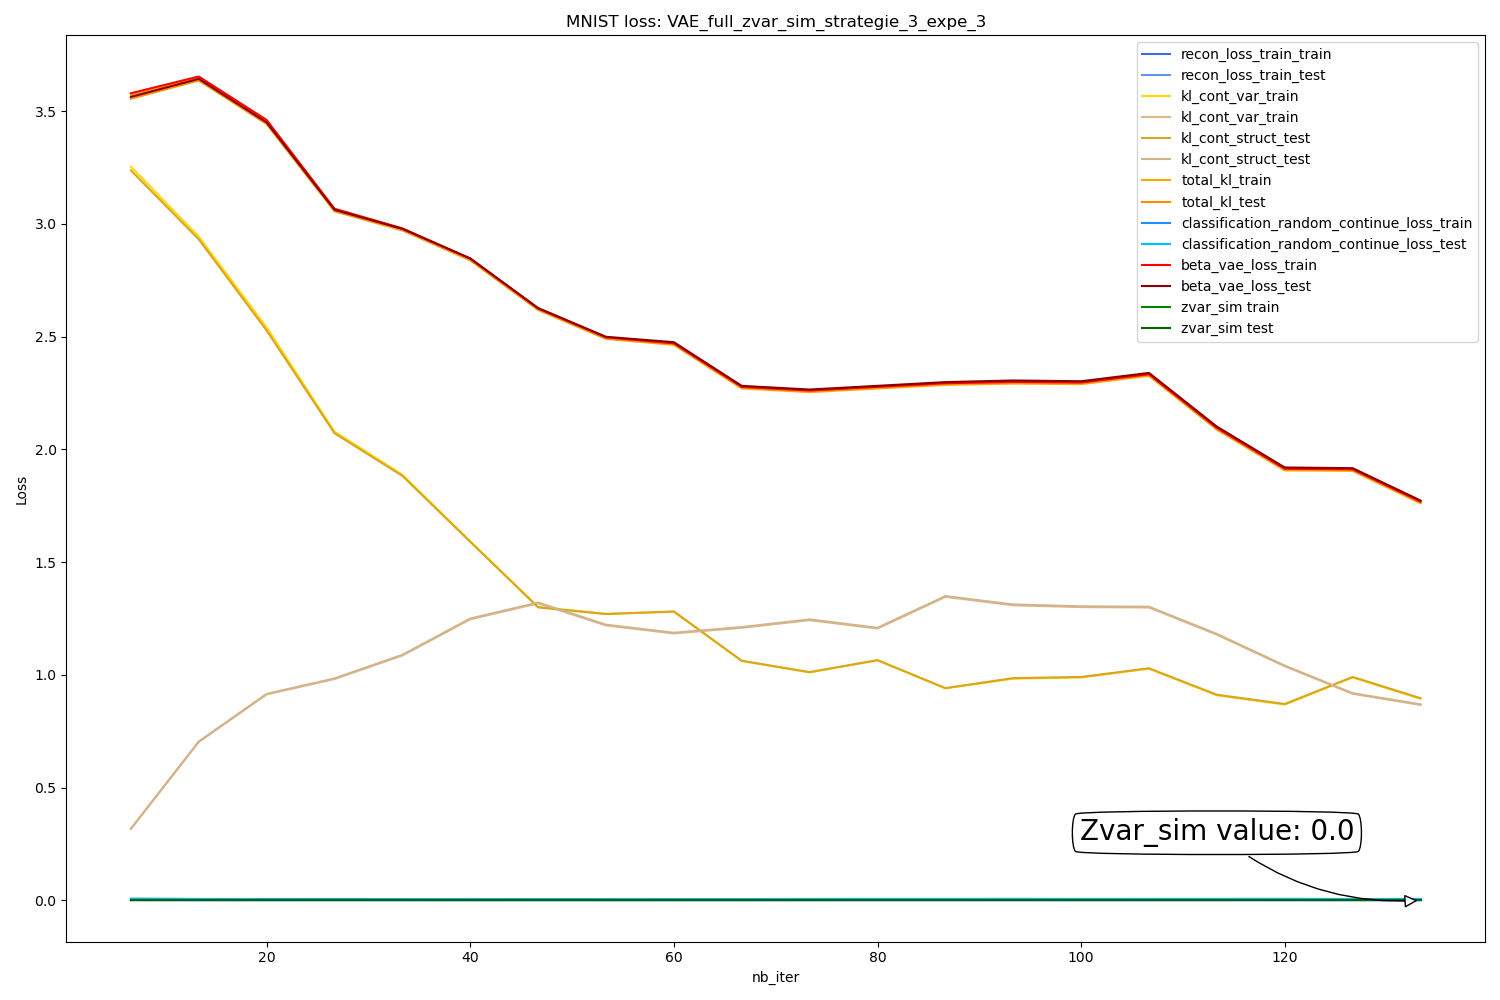 MNIST loss: VAE_full_zvar_sim_strategie_3_expe_3
recon_loss_train_train
recon_loss_train_test
kl_cont_var_train
kl_cont_var_train
kl_cont_struct_test
kl_cont_struct_test
total_kl_train
total_kl_test
classification_random_continue_loss_train
classification_random_continue_loss_test
beta_vae_loss_train
beta_vae_loss_test
zvar_sim train
zvar_sim test
3.5
3.0
2.5
2.0
1.5
1.0
0.5
0.0
Loss
Zvar_sim value: 0.0
20 40 60 80 100 120
nb_iter